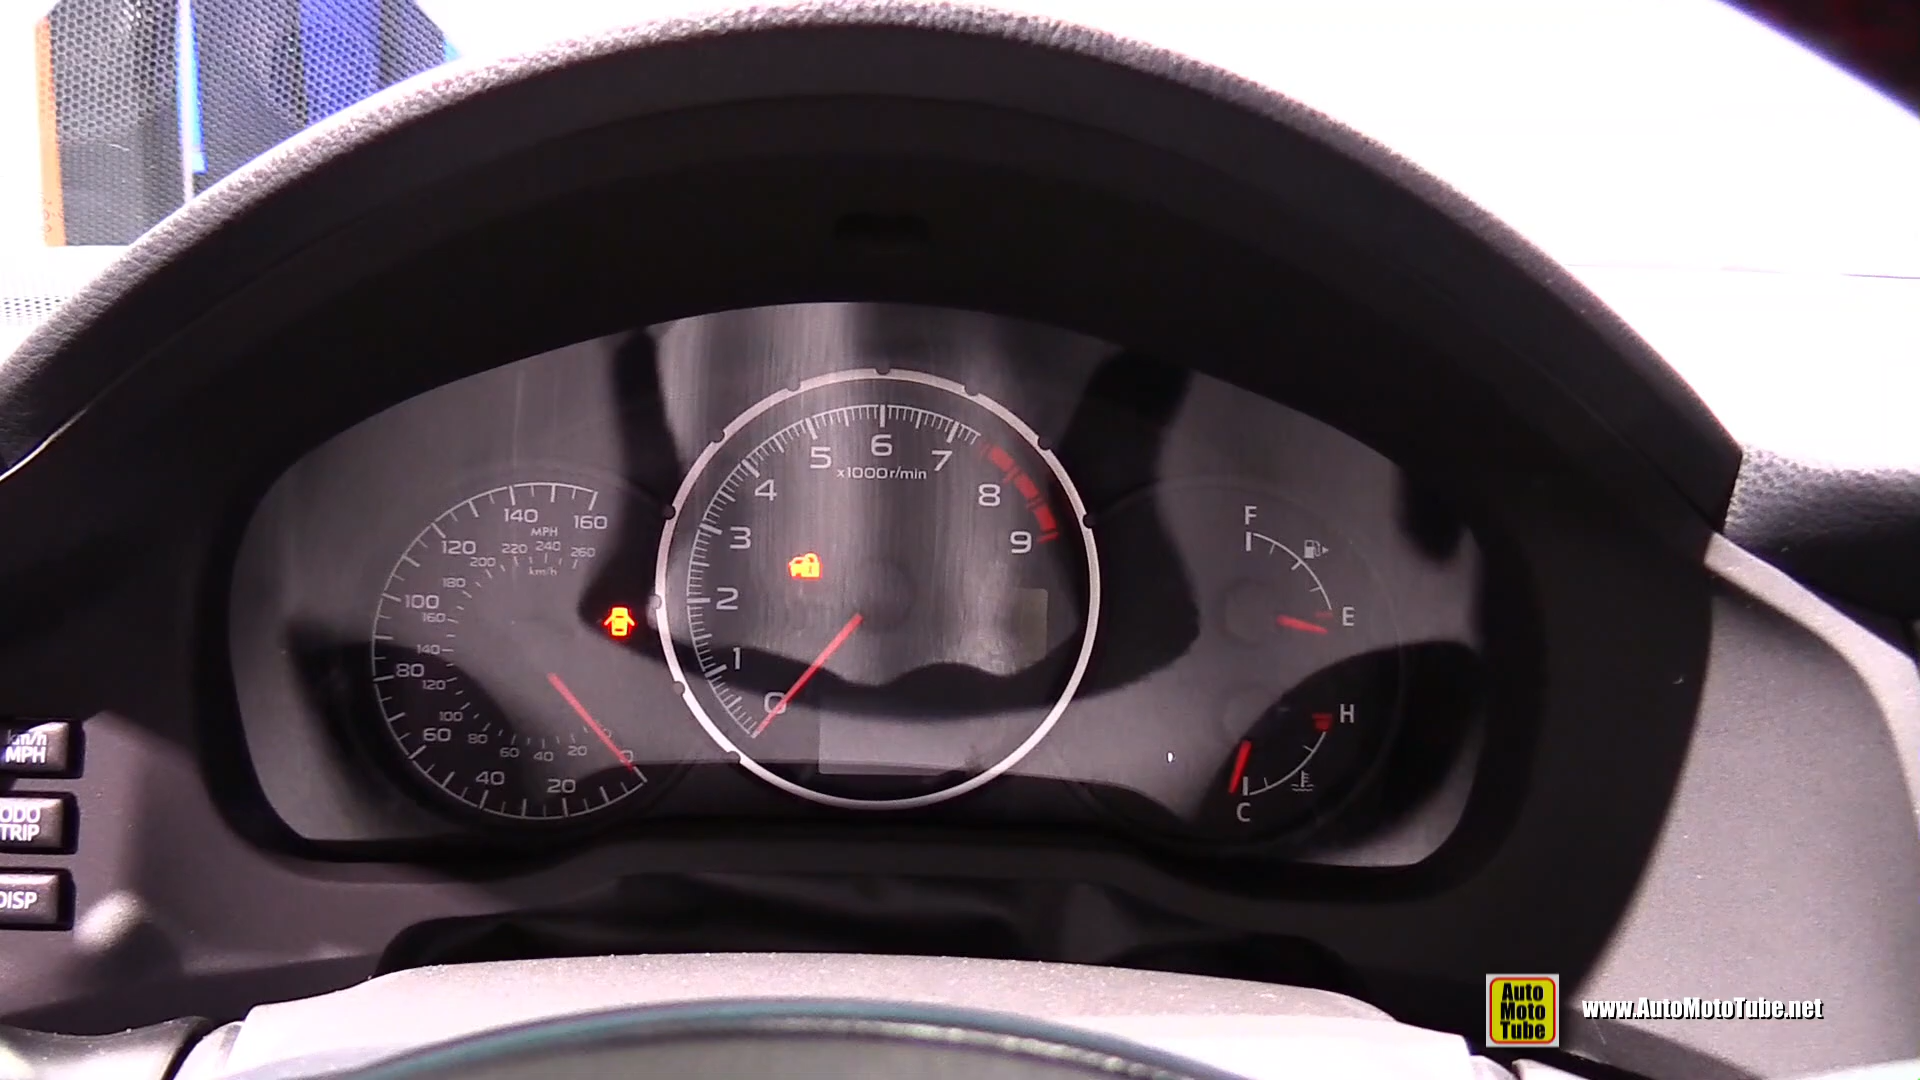 140 160
MPH
120
220 240 260
200
km/h
180
100
160
140
80
120
100
60
80 60 40 20
40
20
5 6 7
x1000r/min
4
8
3
9
2
1
0
F
E
H
C
km/h
MPH
ODO
TRIP
DISP
Auto
Moto
Tube
www.AutoMotoTube.net